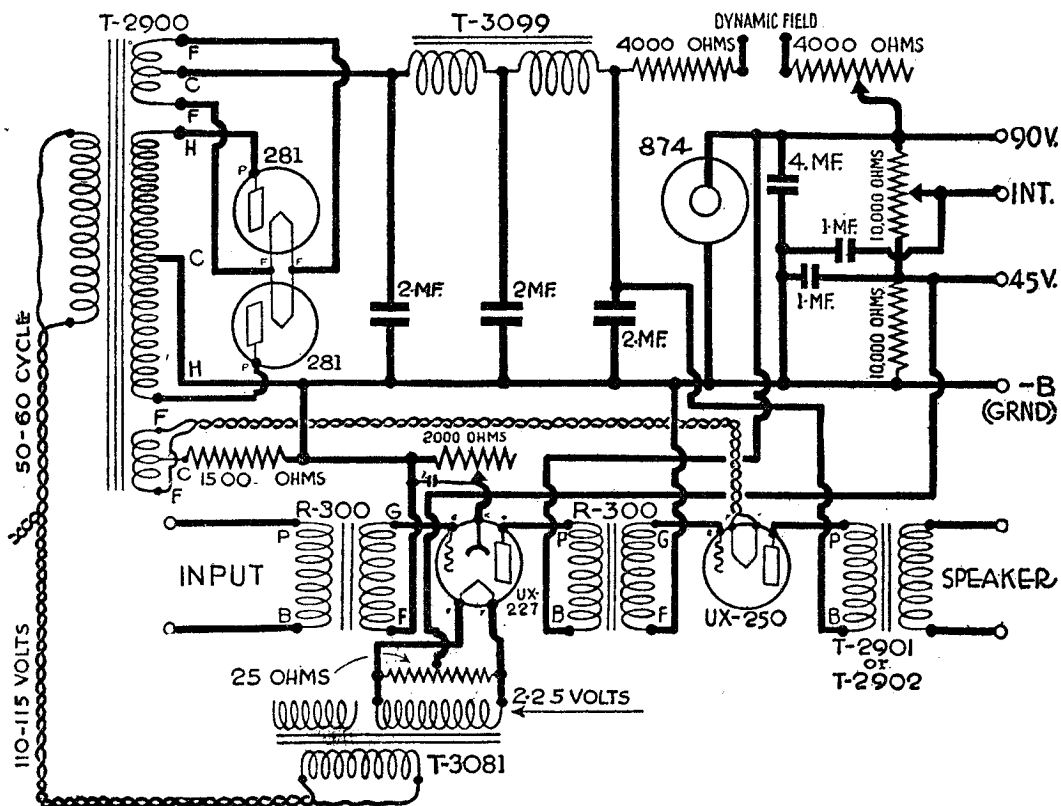 T-2900
T-3099
DYNAMIC FIELD
4000 OHMS
4000 OHMS
F
C
F
H
281
P
F F
C
874
4. MF.
10,000 OHMS
90V.
INT.
1·MF.
45V.
1·MF.
10,000 OHMS
2·MF.
2MF.
2·MF.
P
281
H
-B
(GRND)
50-60 CYCLE
110-115 VOLTS
F
C
F
1500 OHMS
2000 OHMS
R-300
G
R-300
G
P
INPUT
B
F
UX-
227
P
B
F
UX-250
P
B
SPEAKER
T-2901
or
T-2902
25 OHMS
2·25 VOLTS
T-3081